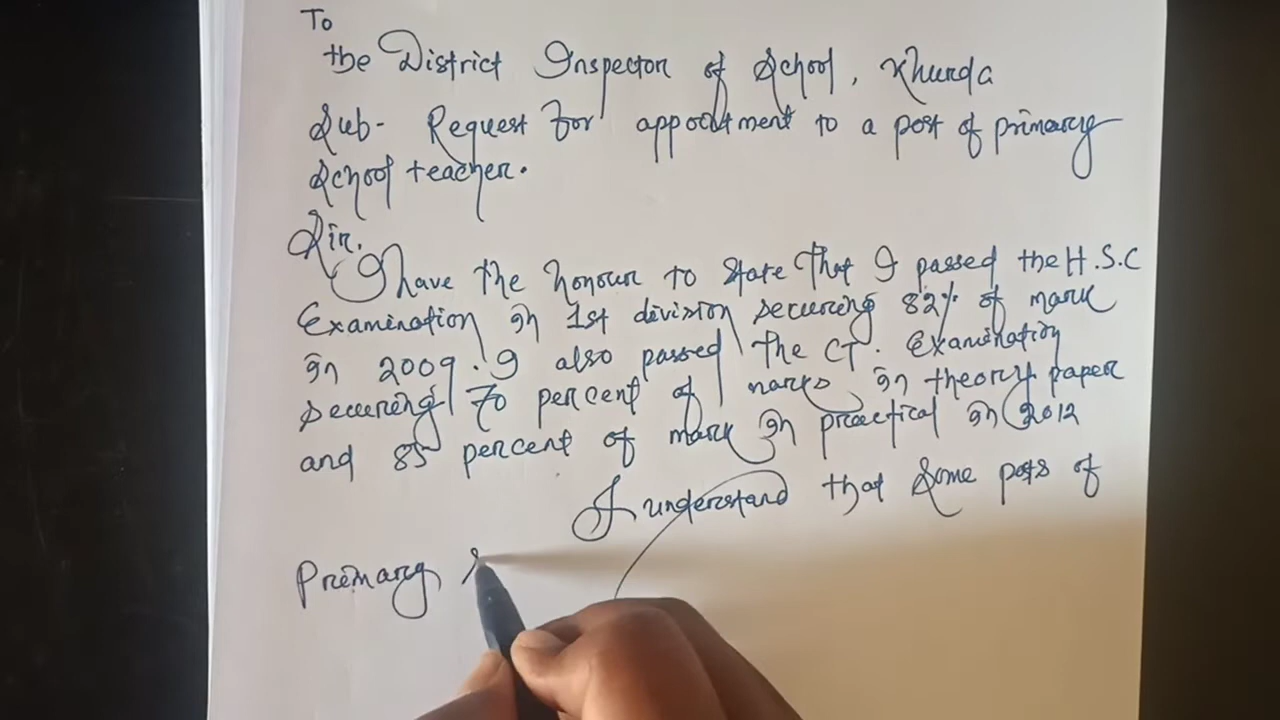 To
the District Inspector of School, Khurda
Sub- Request for appointment to a post of primary
School teacher.
Sir.
I have the honour to state that I passed the H.S.C
Examination in 1st division securing 82% of mark
in 2009. I also passed the CT. Examination
securing 70 percent of marks in theory paper
and 85 percent of mark in practical in 2012
I understand that some posts of
Primary s